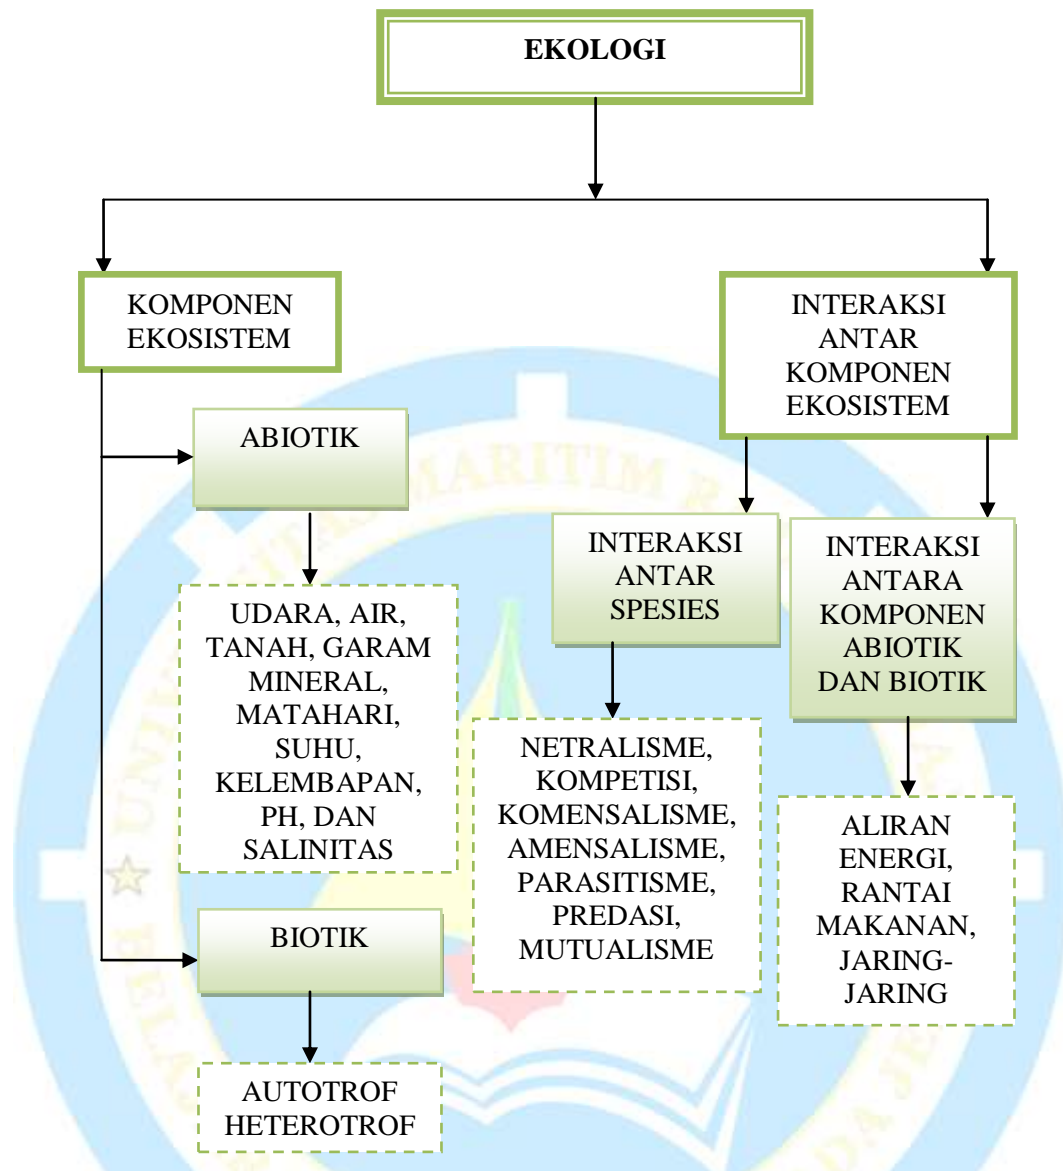 EKOLOGI
KOMPONEN
EKOSISTEM
INTERAKSI
ANTAR
KOMPONEN
EKOSISTEM
ABIOTIK
UDARA, AIR,
TANAH, GARAM
MINERAL,
MATAHARI,
SUHU,
KELEMBAPAN,
PH, DAN
SALINITAS
BIOTIK
AUTOTROF
HETEROTROF
INTERAKSI
ANTAR
SPESIES
NETRALISME,
KOMPETISI,
KOMENSALISME,
AMENSALISME,
PARASITISME,
PREDASI,
MUTUALISME
INTERAKSI
ANTARA
KOMPONEN
ABIOTIK
DAN BIOTIK
ALIRAN
ENERGI,
RANTAI
MAKANAN,
JARING-
JARING
MARITIM